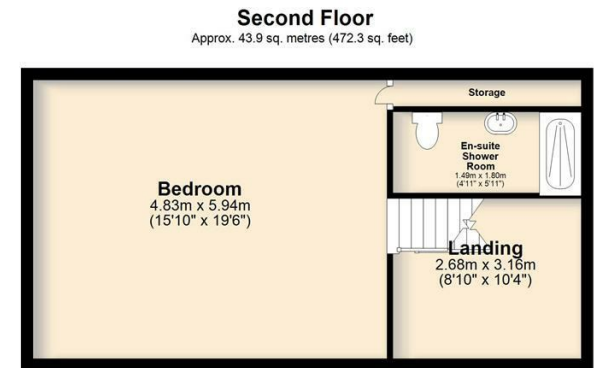 Second Floor
Approx. 43.9 sq. metres (472.3 sq. feet)
Storage
En-suite
Shower
Room
1.49m x 1.80m
(4'11" x 5'11")
Bedroom
4.83m x 5.94m
(15'10" x 19'6")
Landing
2.68m x 3.16m
(8'10" x 10'4")